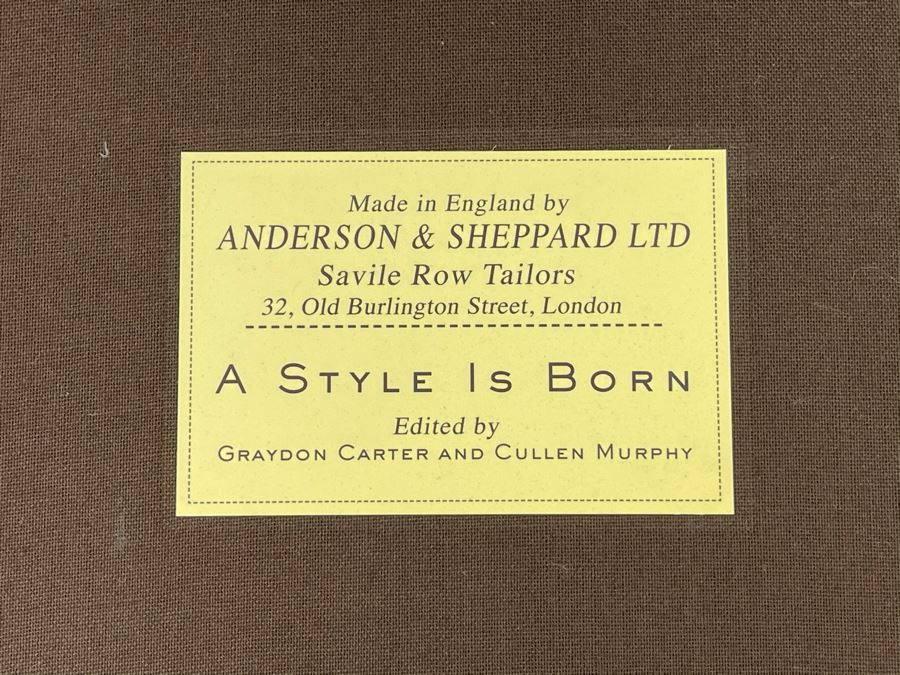 Made in England by
ANDERSON & SHEPPARD LTD
Savile Row Tailors
32, Old Burlington Street, London
A STYLE IS BORN
Edited by
GRAYDON CARTER AND CULLEN MURPHY